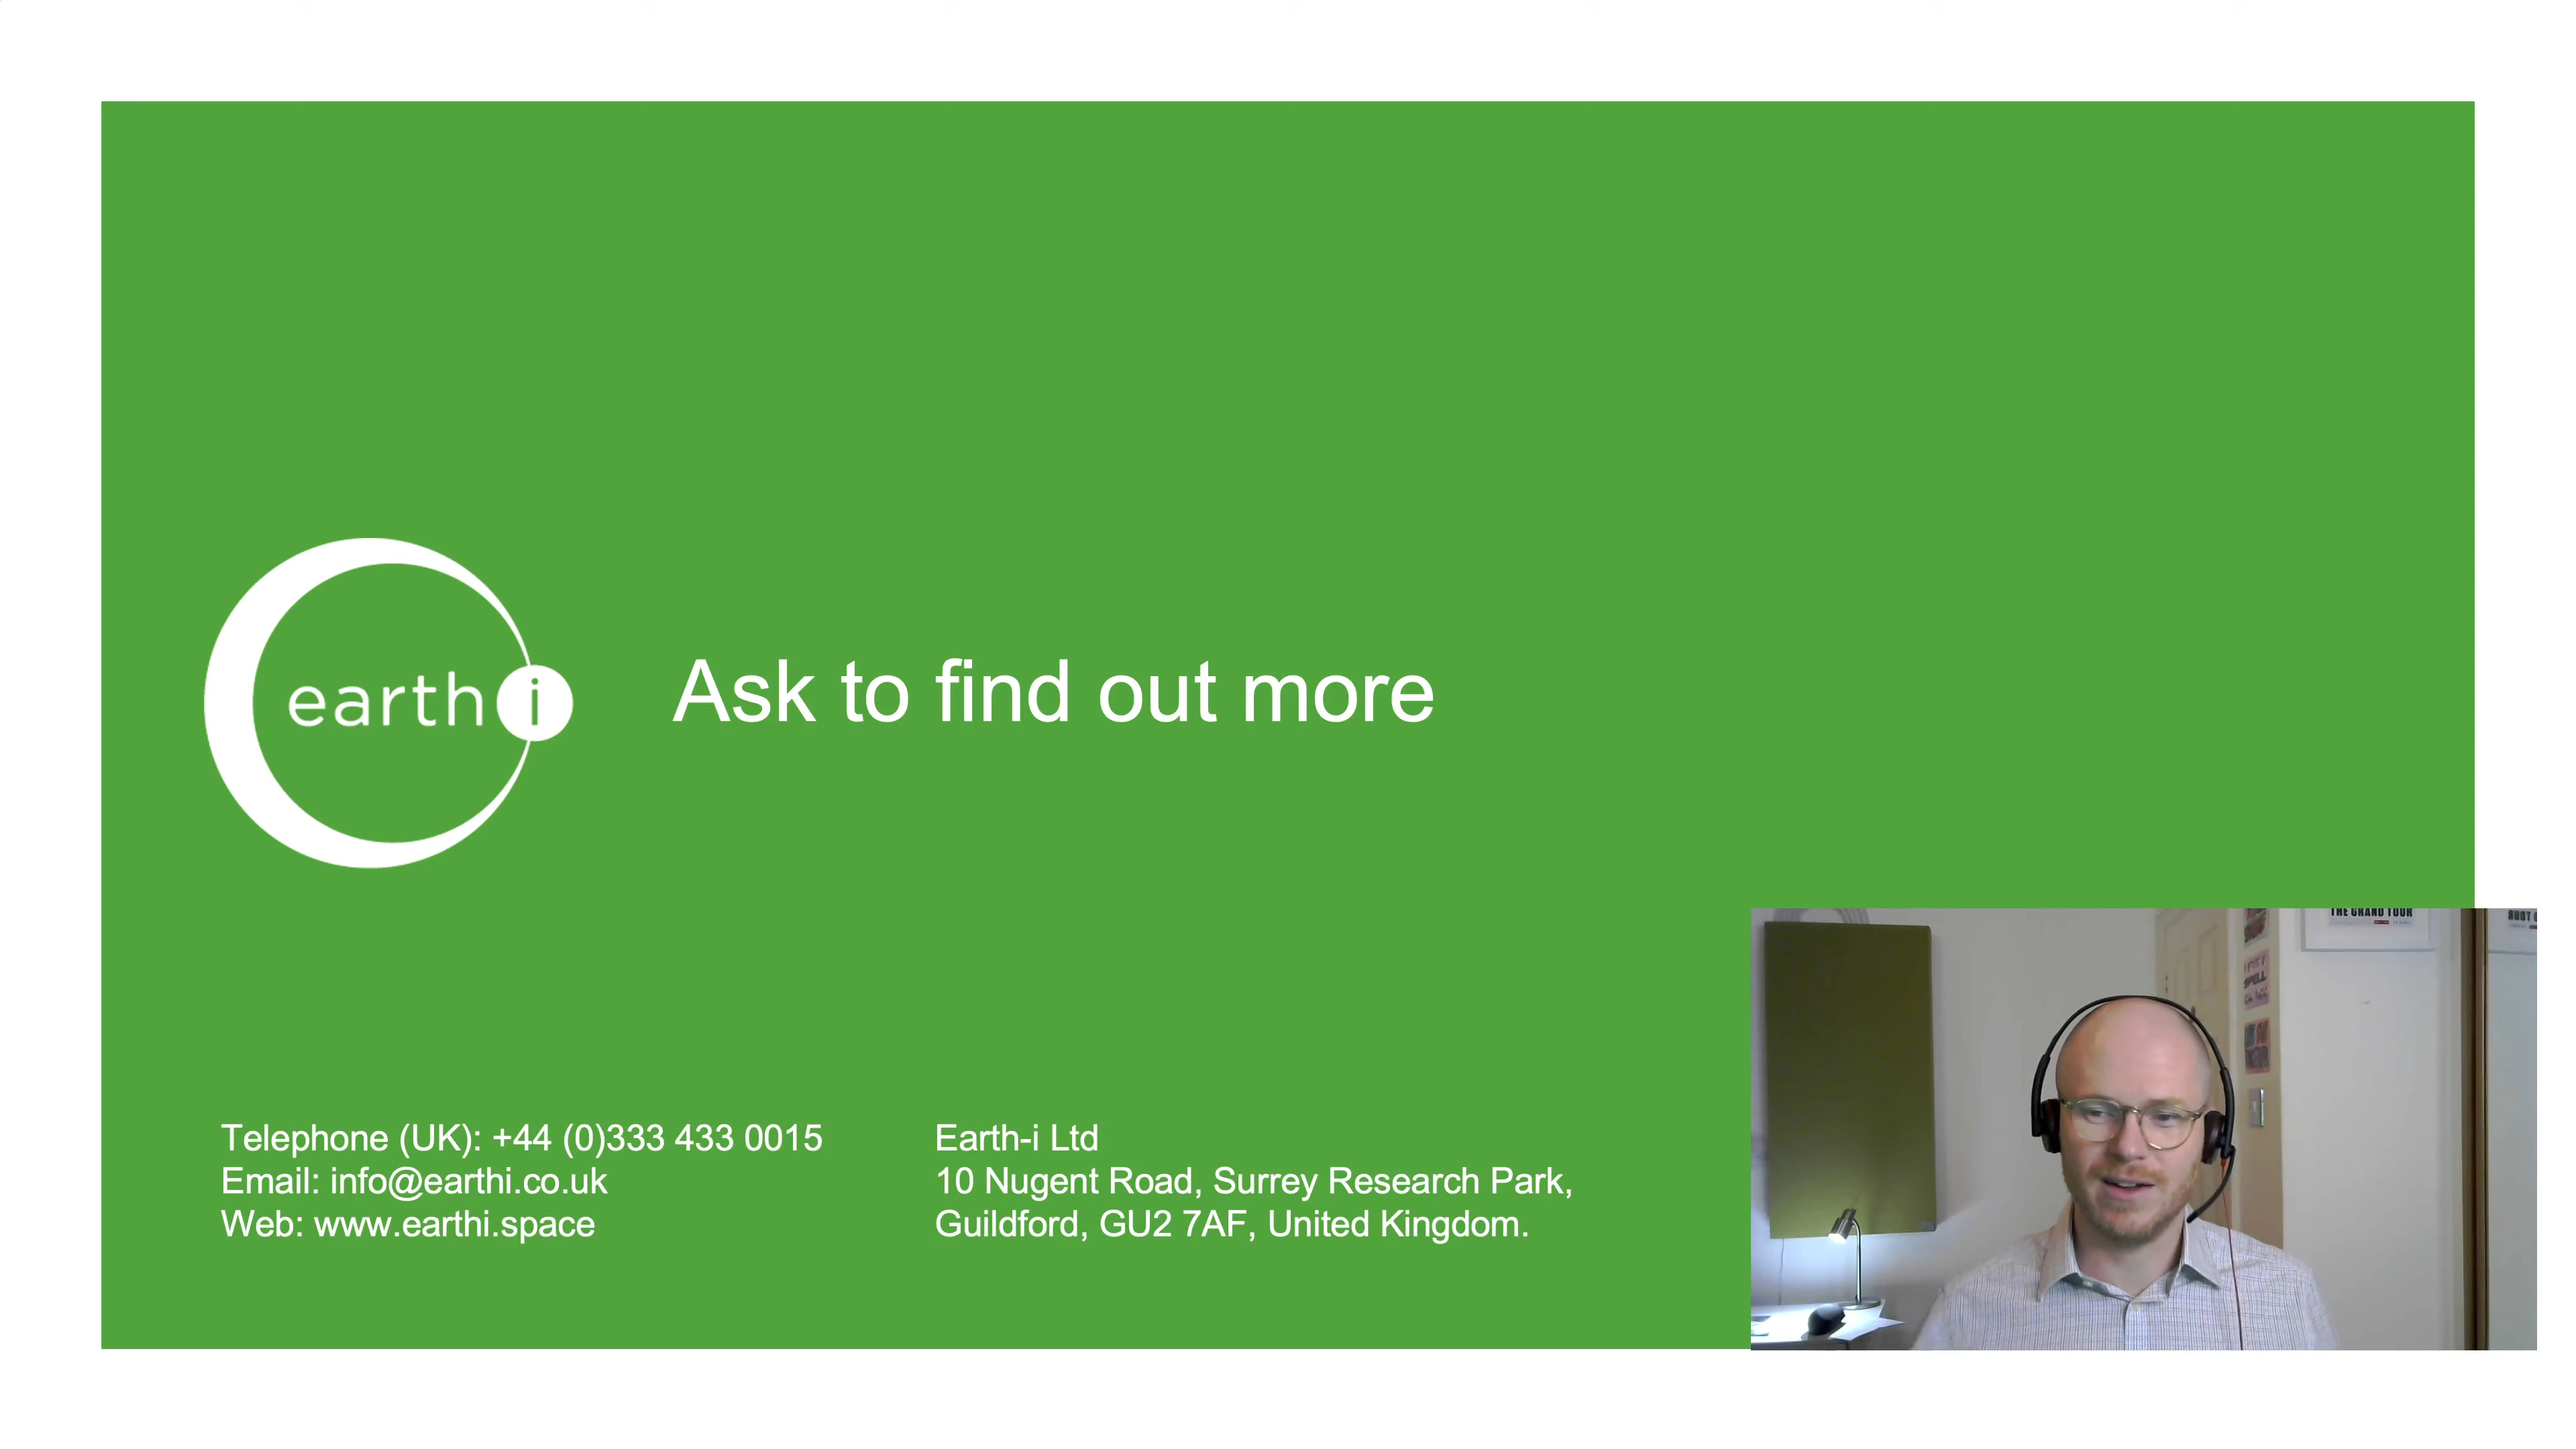 earth i
Ask to find out more
Telephone (UK): +44 (0)333 433 0015
Email: info@earthi.co.uk
Web: www.earthi.space
Earth-i Ltd
10 Nugent Road, Surrey Research Park,
Guildford, GU2 7AF, United Kingdom.
THE GRAND TOUR
SPELL